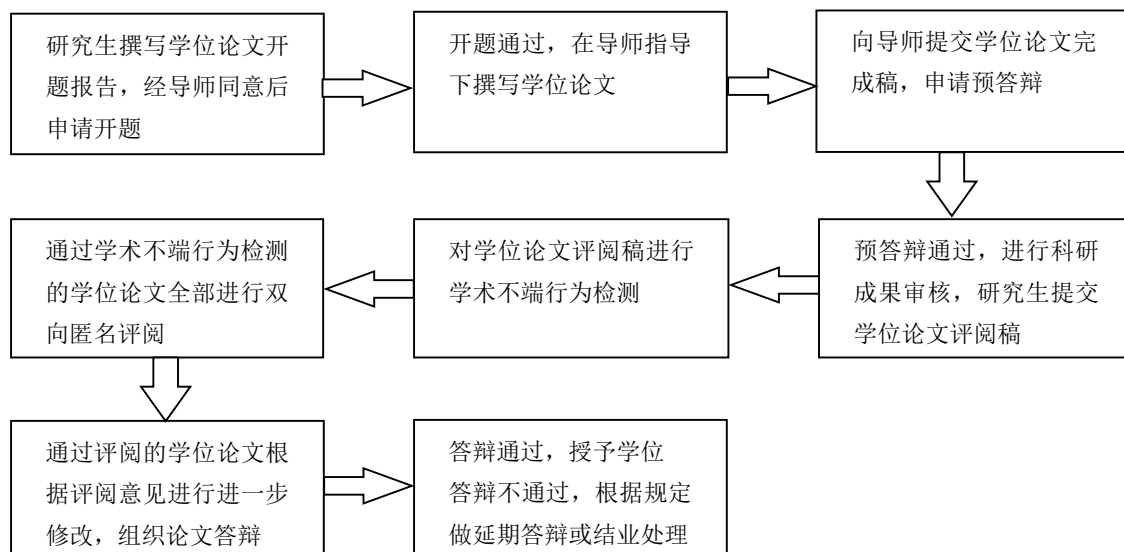 研究生撰写学位论文开
题报告，经导师同意后
申请开题
开题通过，在导师指导
下撰写学位论文
向导师提交学位论文完
成稿，申请预答辩
预答辩通过，进行科研
成果审核，研究生提交
学位论文评阅稿
对学位论文评阅稿进行
学术不端行为检测
通过学术不端行为检测
的学位论文全部进行双
向匿名评阅
通过评阅的学位论文根
据评阅意见进行进一步
修改，组织论文答辩
答辩通过，授予学位
答辩不通过，根据规定
做延期答辩或结业处理